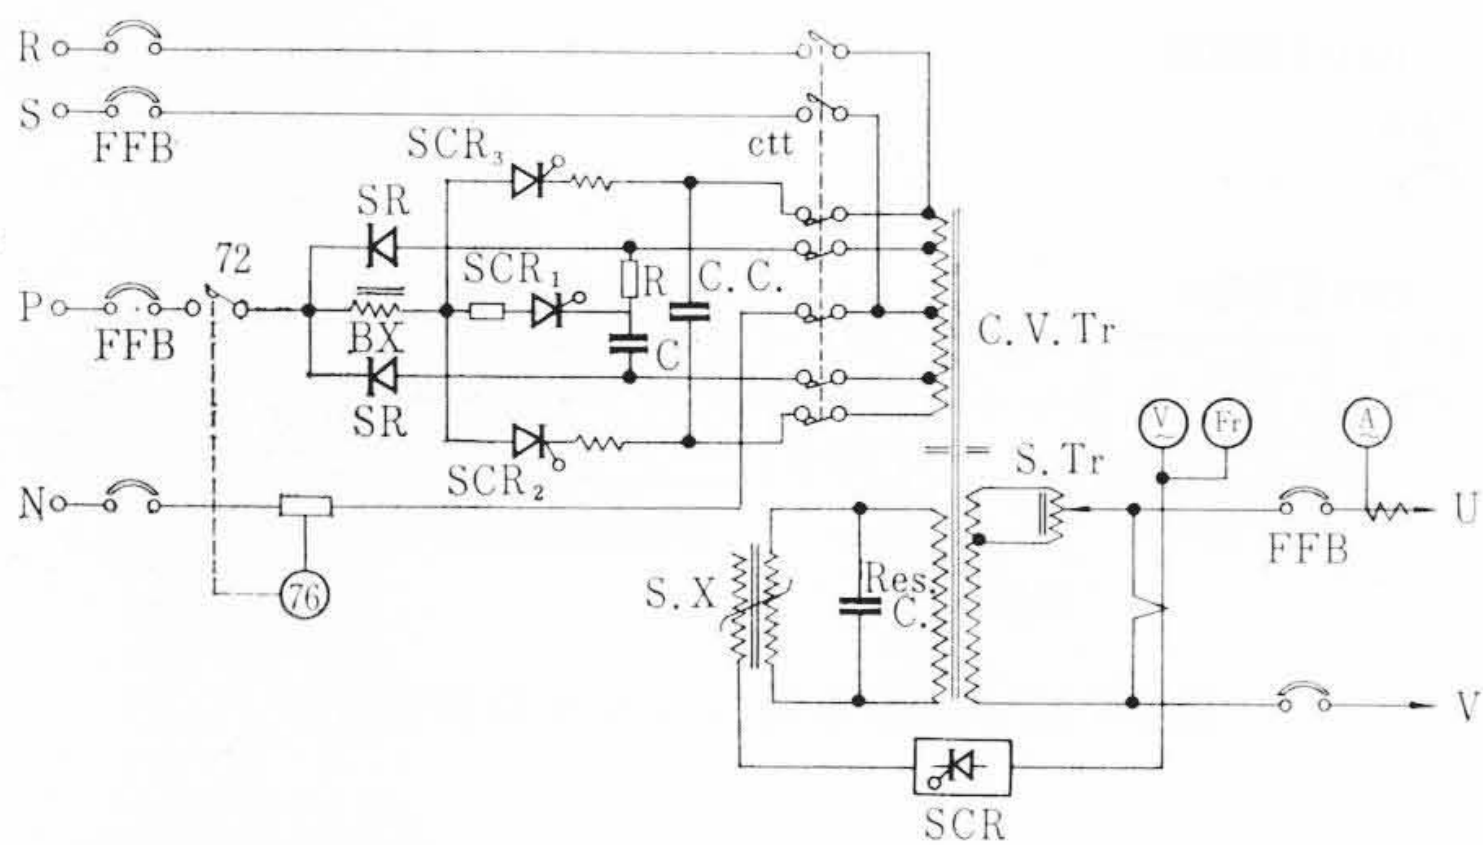 R
S
FFB
ctt
SCR₃
SR
72
SCR₁
R
C.C.
P
FFB
BX
C
C.V.Tr
SR
SCR₂
V
Fr
A
S.Tr
N
U
FFB
76
S.X
Res.
C.
V
SCR